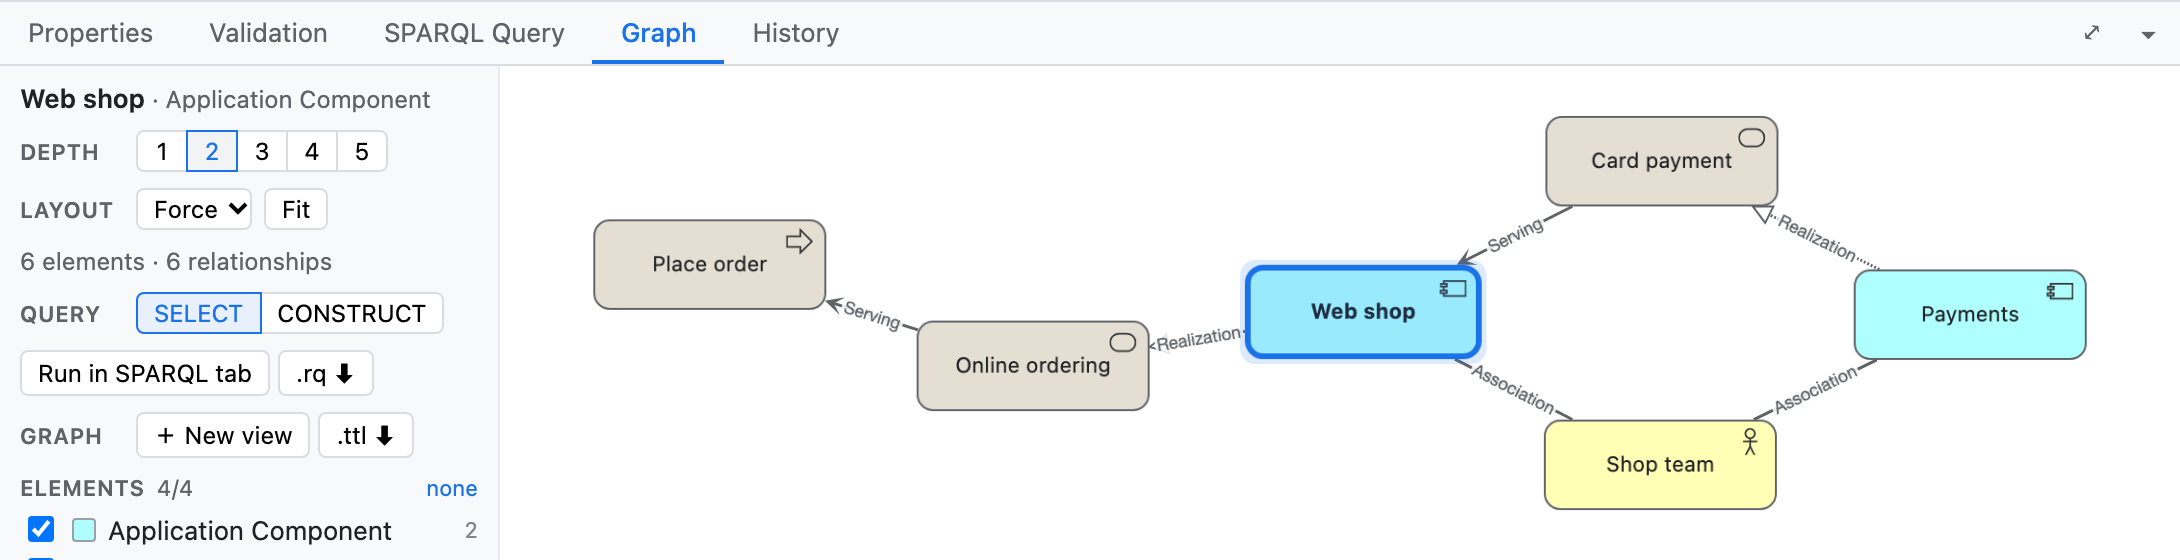 Properties Validation SPARQL Query Graph History
Web shop · Application Component
DEPTH 1 2 3 4 5
LAYOUT Force Fit
6 elements · 6 relationships
QUERY SELECT CONSTRUCT
Run in SPARQL tab .rq ⬇
GRAPH + New view .ttl ⬇
ELEMENTS 4/4 none
Application Component 2
Card payment
Serving
Realization
Place order
Serving
Online ordering
Realization
Web shop
Payments
Association
Association
Shop team